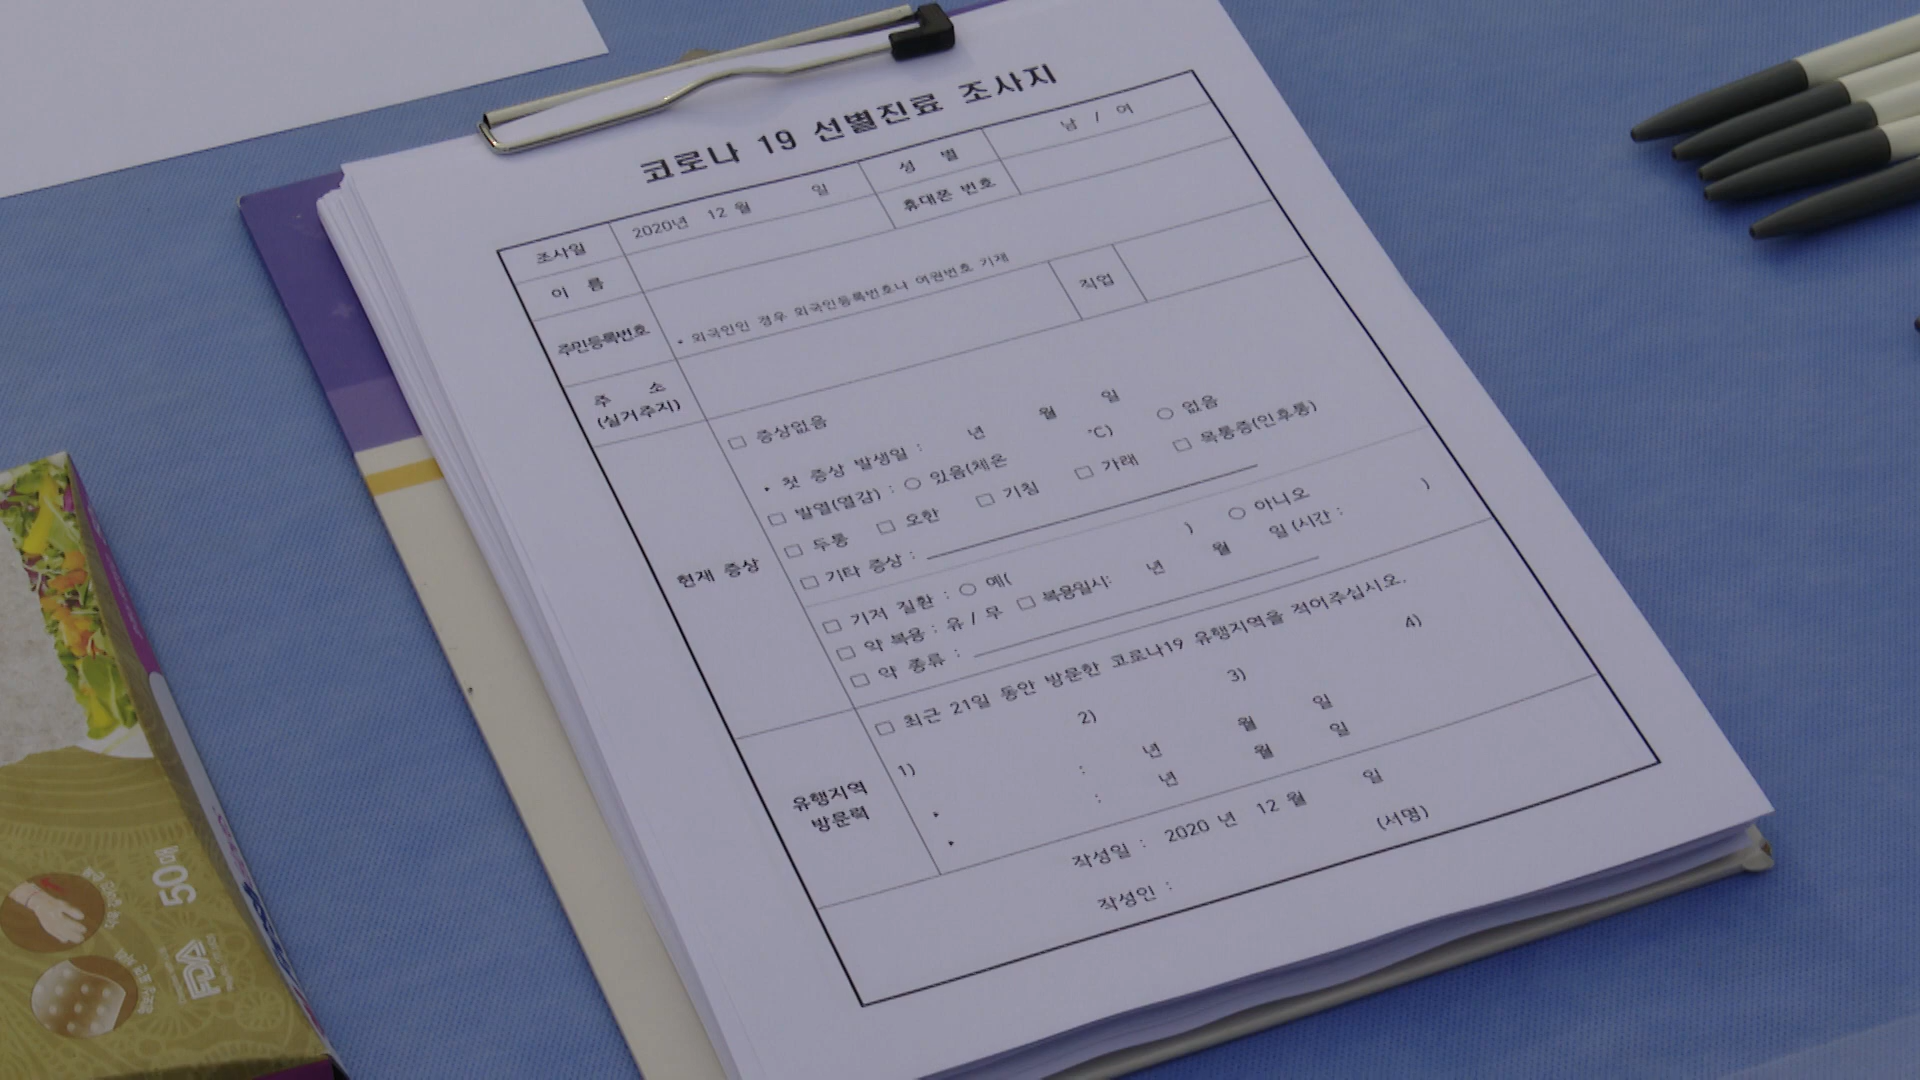 코로나 19 선별진료 조사지
조사일 2020년 12 월 일 성 별 남 / 여
이 름 휴대폰 번호
주민등록번호 • 외국인인 경우 외국인등록번호나 여권번호 기재
주 소 (실거주지) 직업
현재 증상
□ 증상없음
• 첫 증상 발생일 : 년 월 일
□ 발열(열감) : ○ 있음(체온 ℃) ○ 없음
□ 두통 □ 오한 □ 기침 □ 가래 □ 목통증(인후통)
□ 기타 증상 :
□ 기저 질환 : ○ 예( ) ○ 아니오
□ 약 복용 : 유 / 무 □ 복용일시: 년 월 일 (시간 : )
□ 약 종류 :
유행지역 방문력
□ 최근 21일 동안 방문한 코로나19 유행지역을 적어주십시오.
1) 2) 3) 4)
• : 년 월 일
• : 년 월 일
작성일 : 2020 년 12 월 일
작성인 : (서명)
50매
FDA